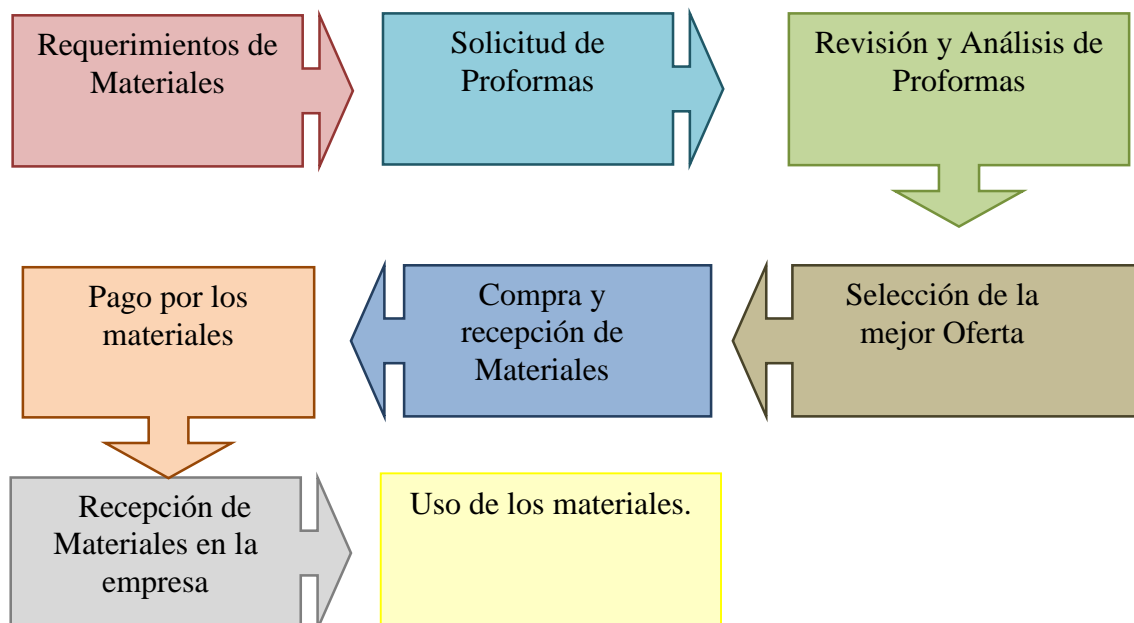 Requerimientos de
Materiales
Solicitud de
Proformas
Revisión y Análisis de
Proformas
Selección de la
mejor Oferta
Compra y
recepción de
Materiales
Pago por los
materiales
Recepción de
Materiales en la
empresa
Uso de los materiales.